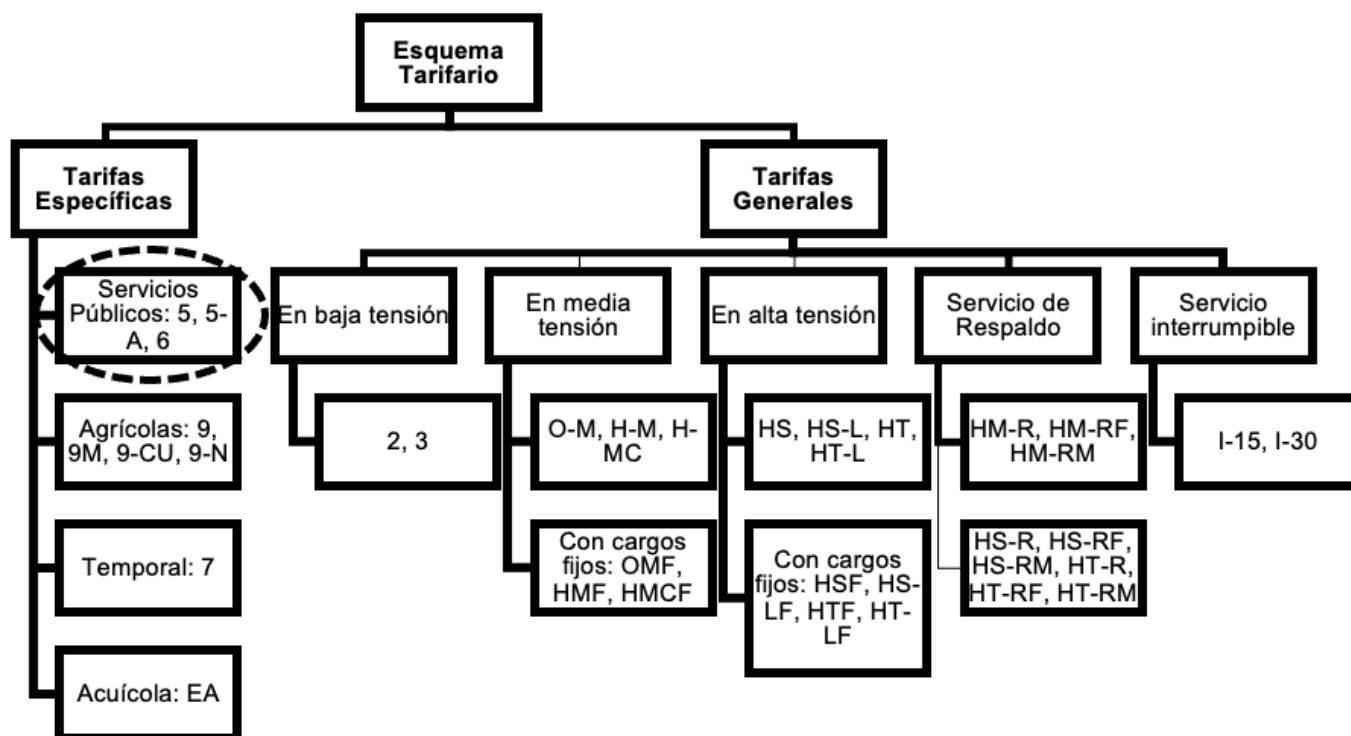 Esquema
Tarifario
Tarifas
Específicas
Tarifas
Generales
Servicios
Públicos: 5, 5-
A, 6
En baja tensión
En media
tensión
En alta tensión
Servicio de
Respaldo
Servicio
interrumpible
Agrícolas: 9,
9M, 9-CU, 9-N
2, 3
O-M, H-M, H-
MC
HS, HS-L, HT,
HT-L
HM-R, HM-RF,
HM-RM
I-15, I-30
Temporal: 7
Con cargos
fijos: OMF,
HMF, HMCF
Con cargos
fijos: HSF, HS-
LF, HTF, HT-
LF
HS-R, HS-RF,
HS-RM, HT-R,
HT-RF, HT-RM
Acuícola: EA